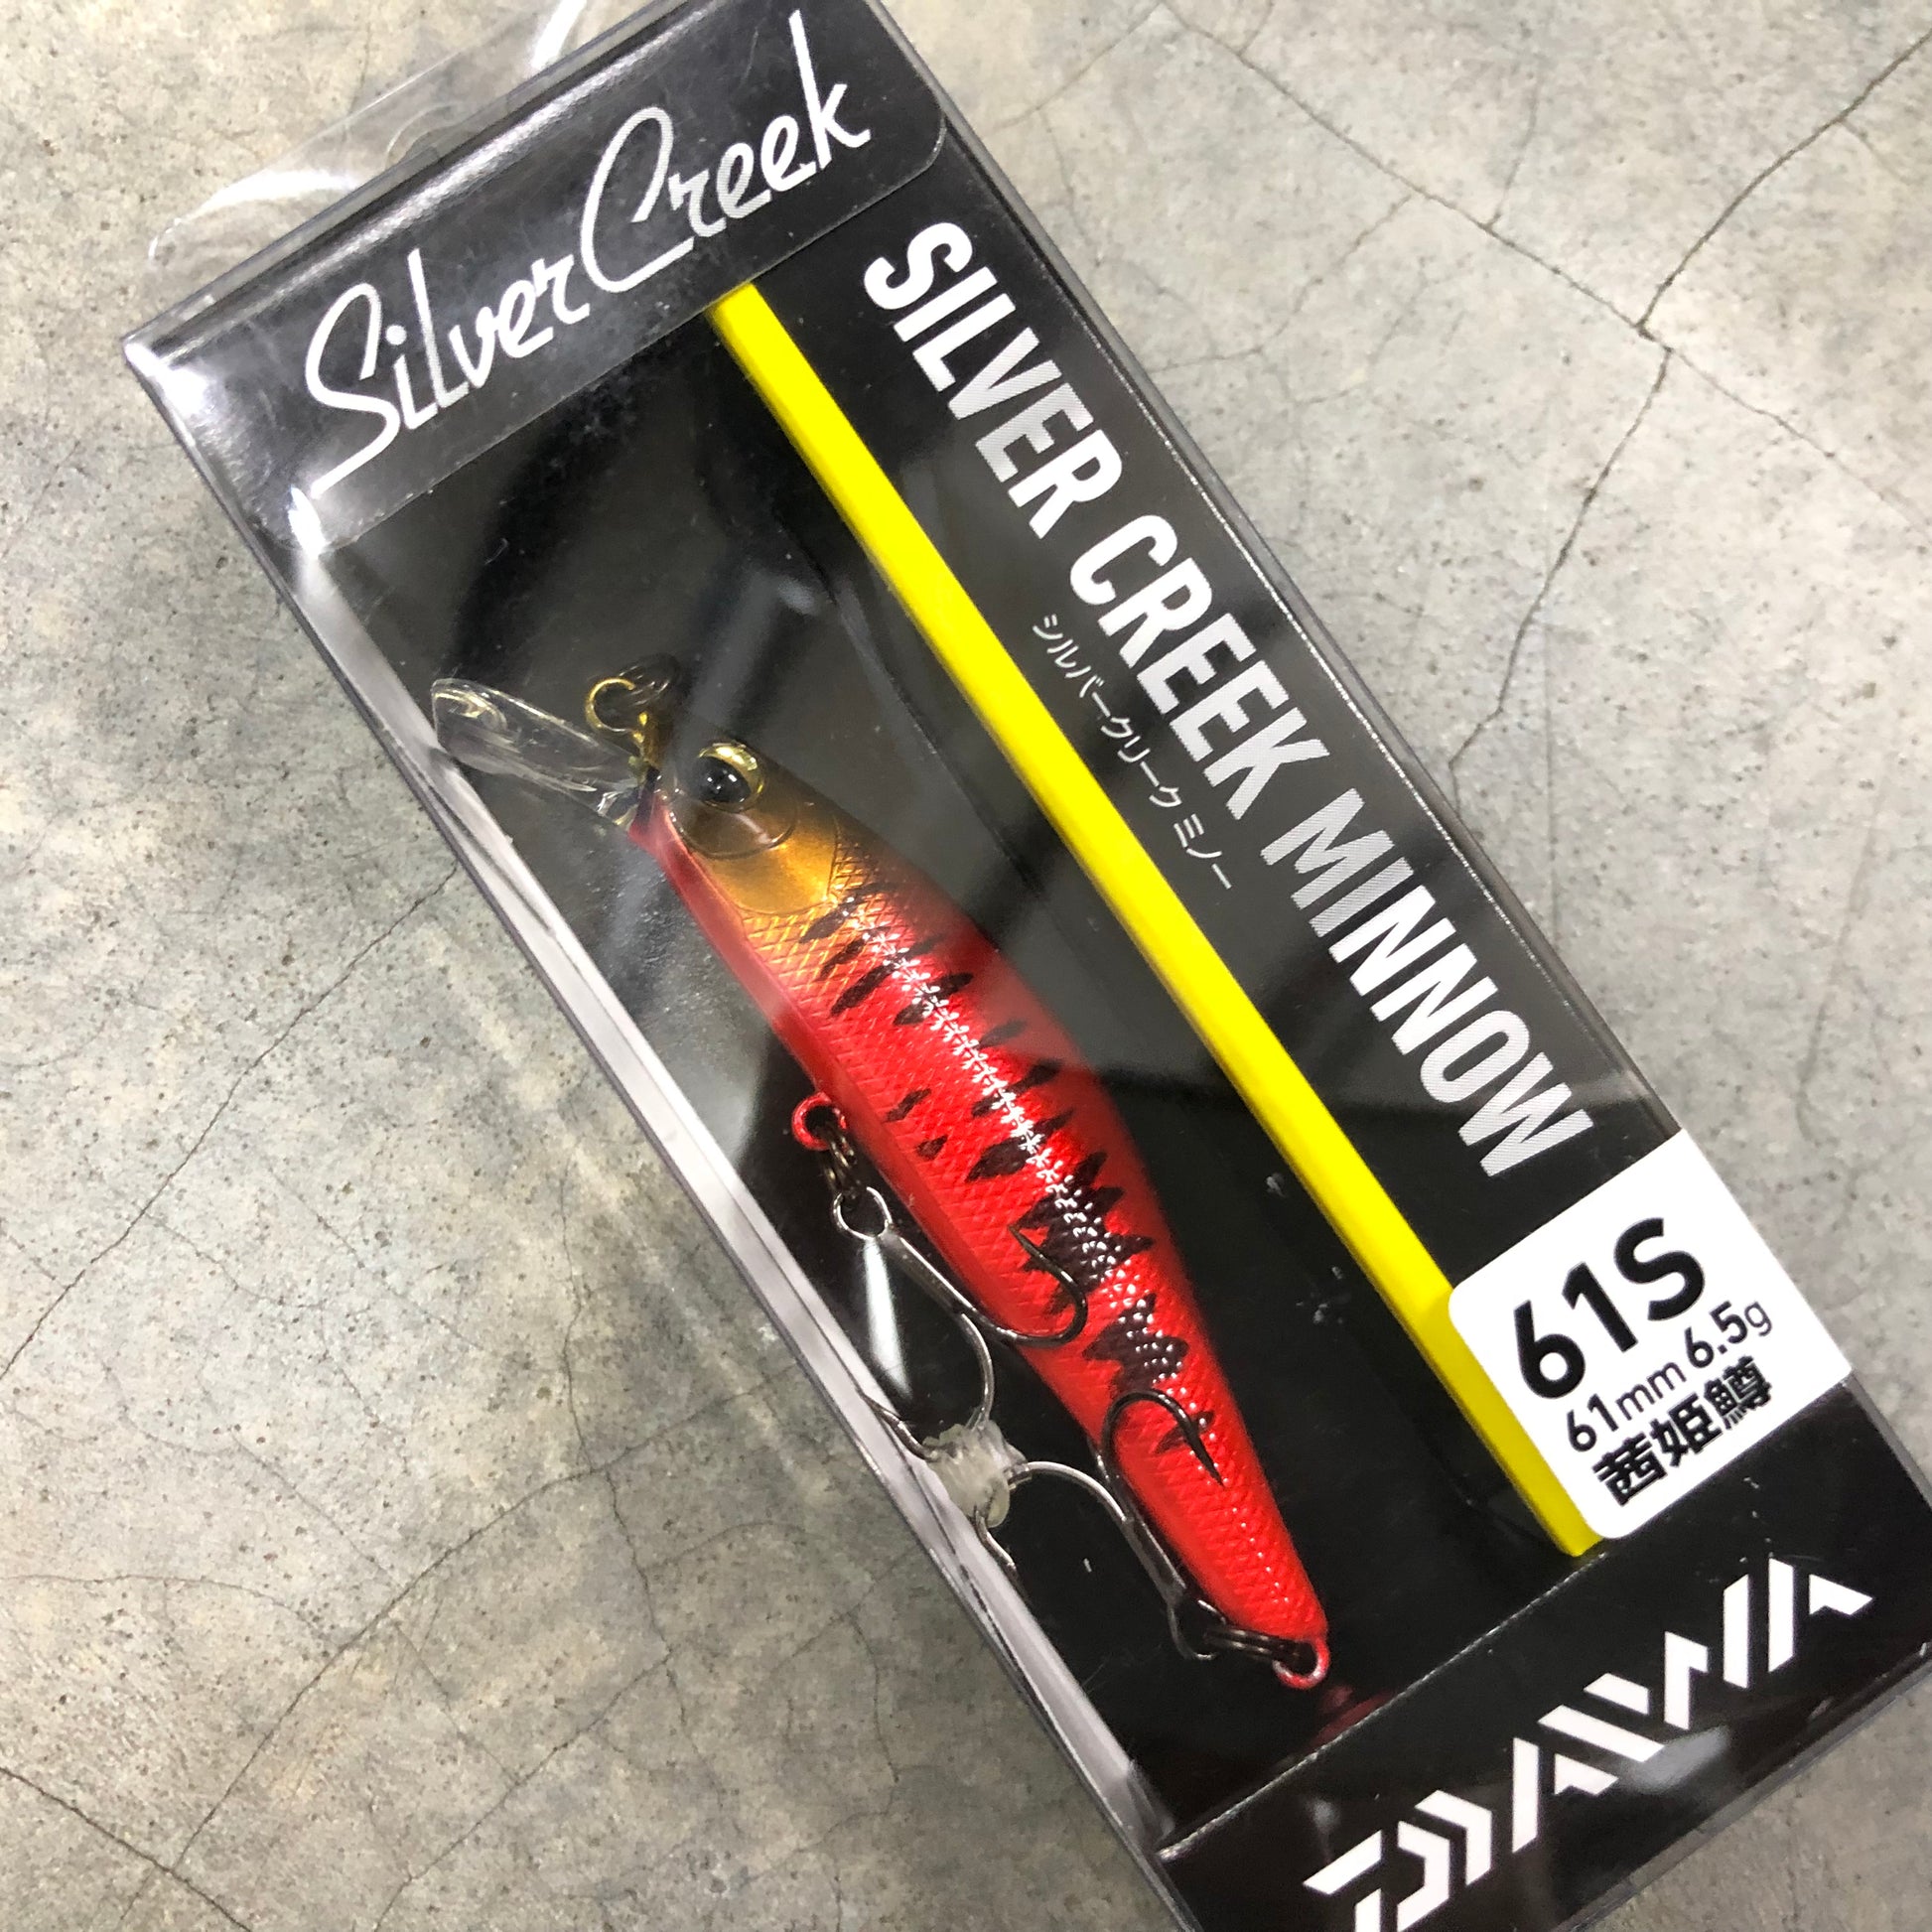 Silver Creek
SILVER CREEK MINNOW
シルバークリーク ミノー
61S
61mm 6.5g
茜姫鱒
DAIWA